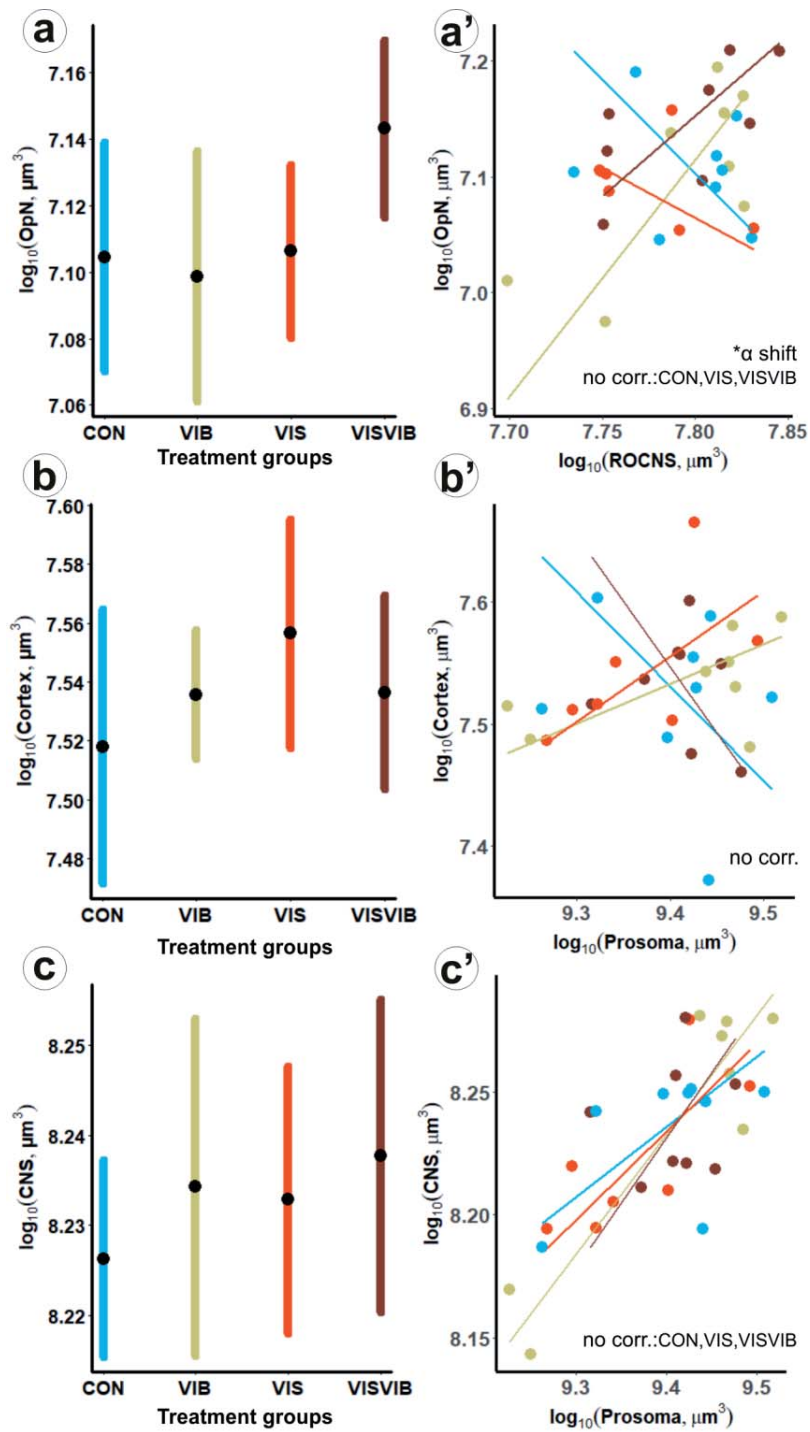 a
log₁₀(OpN, μm³)
7.16
7.14
7.12
7.10
7.08
7.06
CON VIB VIS VISVIB
Treatment groups
a'
log₁₀(OpN, μm³)
7.2
7.1
7.0
6.9
*α shift
no corr.:CON,VIS,VISVIB
7.70 7.75 7.80 7.85
log₁₀(ROCNS, μm³)
b
log₁₀(Cortex, μm³)
7.60
7.58
7.56
7.54
7.52
7.50
7.48
CON VIB VIS VISVIB
Treatment groups
b'
log₁₀(Cortex, μm³)
7.6
7.5
7.4
no corr.
9.3 9.4 9.5
log₁₀(Prosoma, μm³)
c
log₁₀(CNS, μm³)
8.25
8.24
8.23
8.22
CON VIB VIS VISVIB
Treatment groups
c'
log₁₀(CNS, μm³)
8.25
8.20
8.15
no corr.:CON,VIS,VISVIB
9.3 9.4 9.5
log₁₀(Prosoma, μm³)